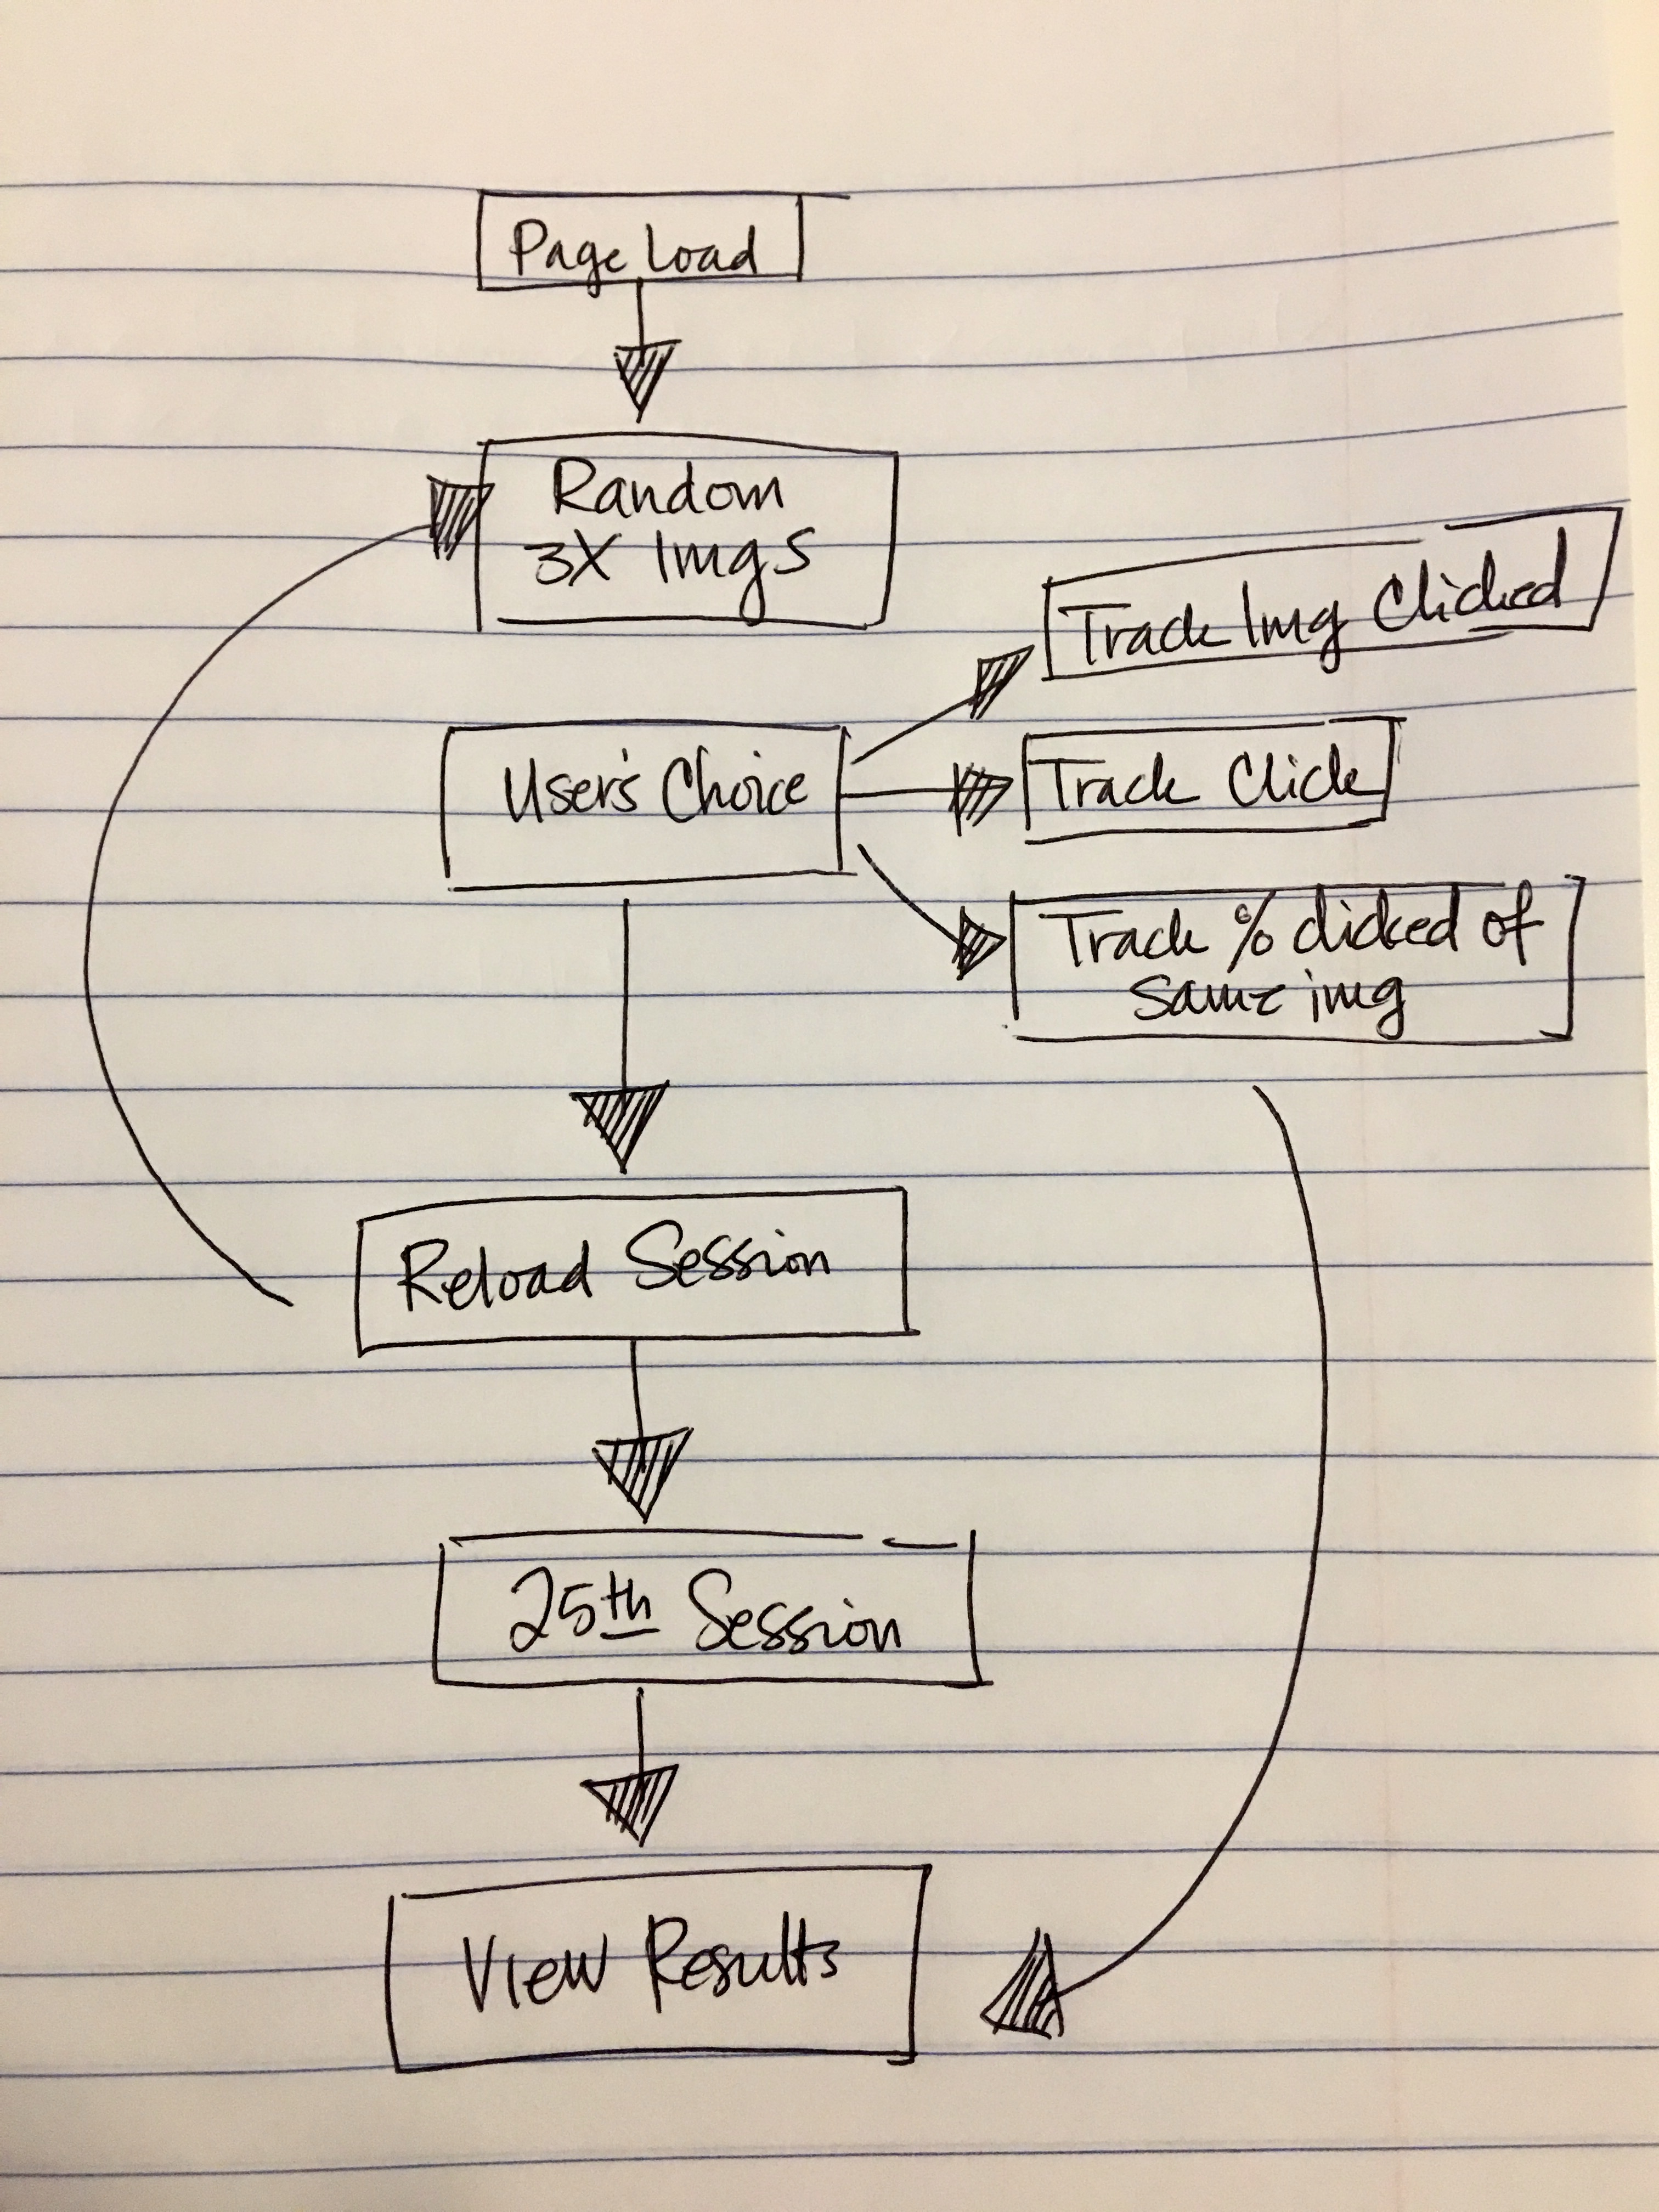 Page Load
Random
3X Imgs
Track Img Clicked
User's Choice
Track Click
Track % clicked of
same img
Reload Session
25th Session
View Results